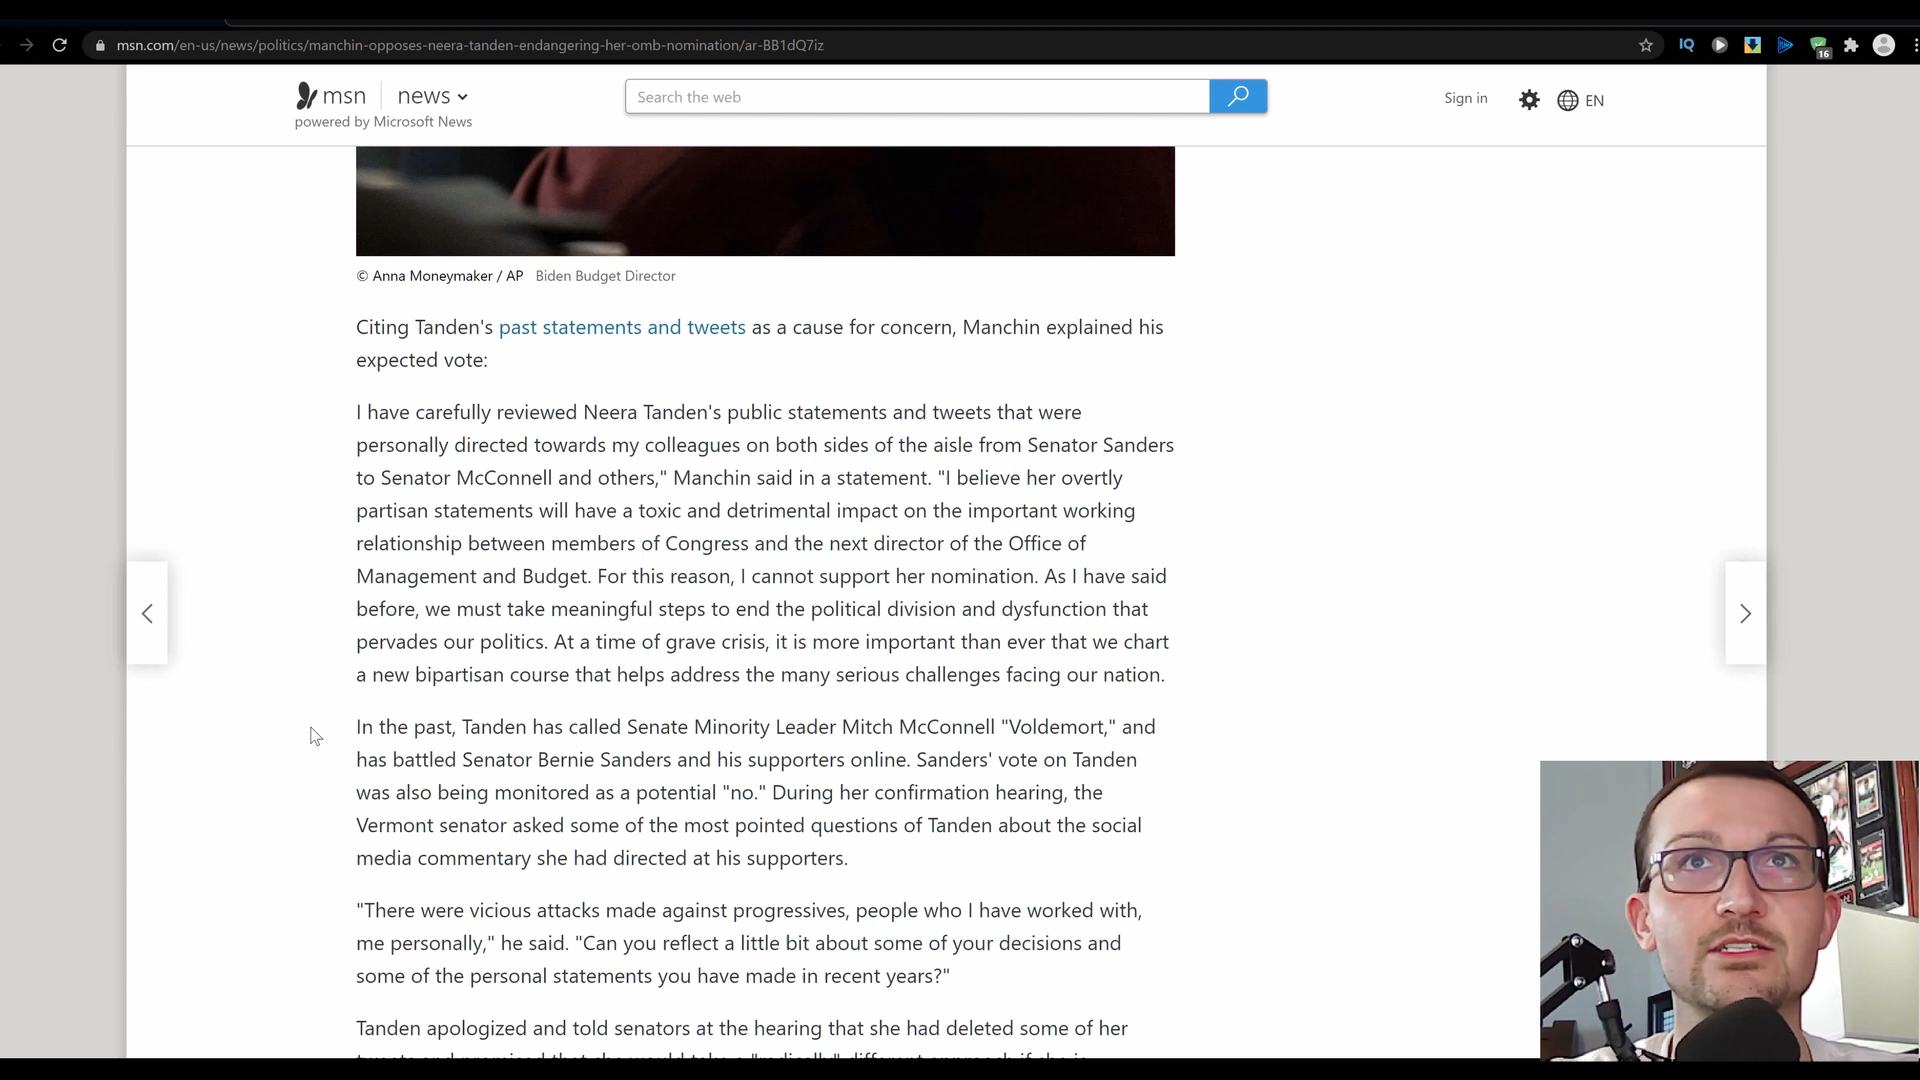 msn.com/en-us/news/politics/manchin-opposes-neera-tanden-endangering-her-omb-nomination/ar-BB1dQ7iz
IQ
16
msn
news
Search the web
Sign in
EN
powered by Microsoft News
© Anna Moneymaker / AP Biden Budget Director
Citing Tanden's past statements and tweets as a cause for concern, Manchin explained his
expected vote:
I have carefully reviewed Neera Tanden's public statements and tweets that were
personally directed towards my colleagues on both sides of the aisle from Senator Sanders
to Senator McConnell and others," Manchin said in a statement. "I believe her overtly
partisan statements will have a toxic and detrimental impact on the important working
relationship between members of Congress and the next director of the Office of
Management and Budget. For this reason, I cannot support her nomination. As I have said
before, we must take meaningful steps to end the political division and dysfunction that
pervades our politics. At a time of grave crisis, it is more important than ever that we chart
a new bipartisan course that helps address the many serious challenges facing our nation.
In the past, Tanden has called Senate Minority Leader Mitch McConnell "Voldemort," and
has battled Senator Bernie Sanders and his supporters online. Sanders' vote on Tanden
was also being monitored as a potential "no." During her confirmation hearing, the
Vermont senator asked some of the most pointed questions of Tanden about the social
media commentary she had directed at his supporters.
"There were vicious attacks made against progressives, people who I have worked with,
me personally," he said. "Can you reflect a little bit about some of your decisions and
some of the personal statements you have made in recent years?"
Tanden apologized and told senators at the hearing that she had deleted some of her